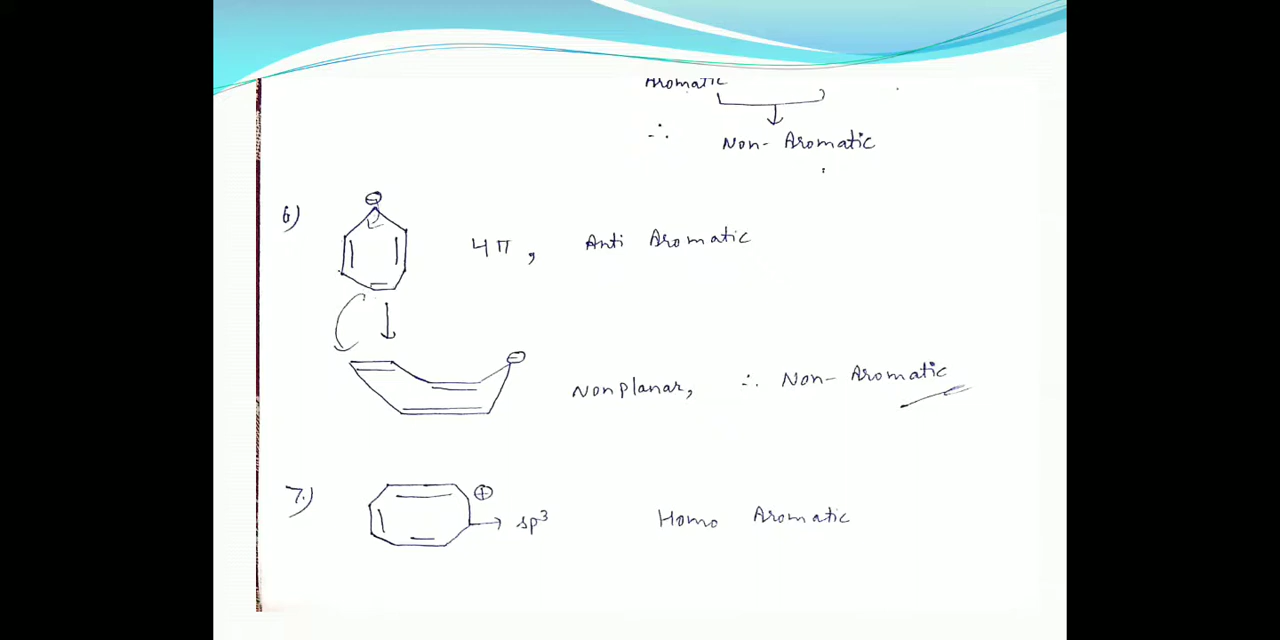 Aromatic
∴ Non- Aromatic
6) ⊖
4π, Anti Aromatic
⊖
Nonplanar, ∴ Non- Aromatic
7.) ⊕
→ sp³ Homo Aromatic